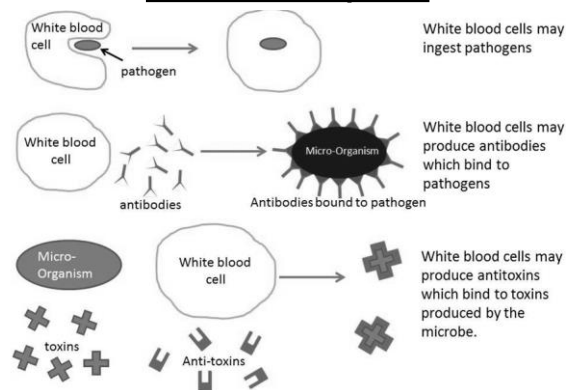 White blood
cell
pathogen
White blood cells may
ingest pathogens
White blood
cell
antibodies
Micro-Organism
Antibodies bound to pathogen
White blood cells may
produce antibodies
which bind to
pathogens
Micro-
Organism
toxins
White blood
cell
Anti-toxins
White blood cells may
produce antitoxins
which bind to toxins
produced by the
microbe.